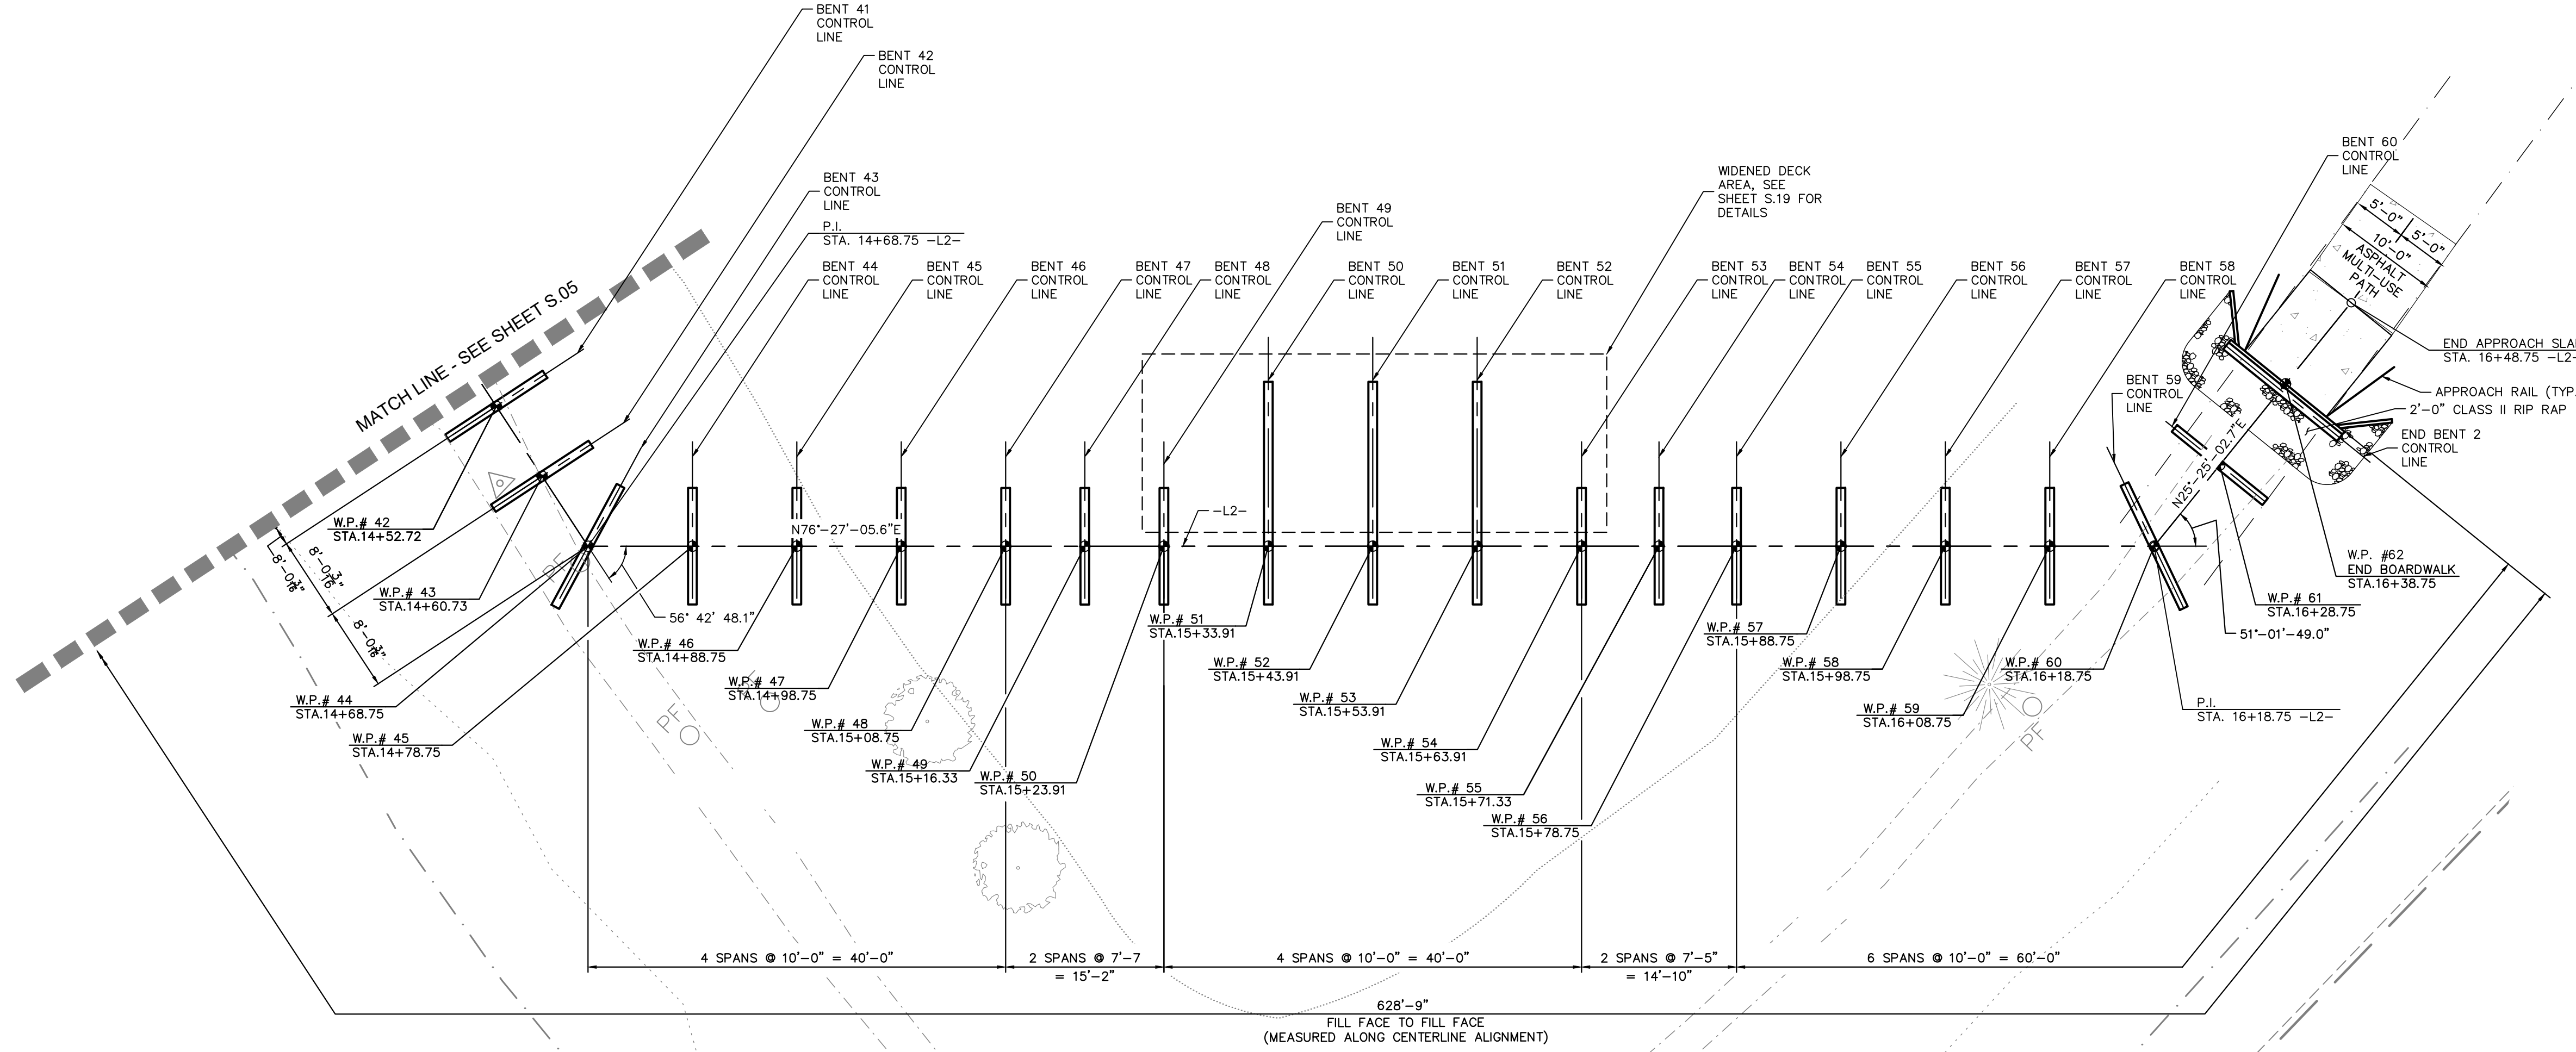 BENT 41
CONTROL
LINE
BENT 42
CONTROL
LINE
BENT 43
CONTROL
LINE
P.I.
STA. 14+68.75 -L2-
BENT 44
CONTROL
LINE
BENT 45
CONTROL
LINE
BENT 46
CONTROL
LINE
BENT 47
CONTROL
LINE
BENT 48
CONTROL
LINE
BENT 49
CONTROL
LINE
BENT 50
CONTROL
LINE
BENT 51
CONTROL
LINE
BENT 52
CONTROL
LINE
WIDENED DECK
AREA, SEE
SHEET S.19 FOR
DETAILS
BENT 53
CONTROL
LINE
BENT 54
CONTROL
LINE
BENT 55
CONTROL
LINE
BENT 56
CONTROL
LINE
BENT 57
CONTROL
LINE
BENT 58
CONTROL
LINE
BENT 59
CONTROL
LINE
BENT 60
CONTROL
LINE
5'-0"
5'-0"
10'-0"
ASPHALT
MULTI-USE
PATH
END APPROACH SLA
STA. 16+48.75 -L2-
APPROACH RAIL (TYP.
2'-0" CLASS II RIP RAP
END BENT 2
CONTROL
LINE
MATCH LINE - SEE SHEET S.05
N76°-27'-05.6"E
-L2-
N25°-25'-02.7"E
8'-0 3/16"
8'-0 3/16"
8'-0 3/16"
56° 42' 48.1"
51°-01'-49.0"
W.P.# 42
STA.14+52.72
W.P.# 43
STA.14+60.73
W.P.# 44
STA.14+68.75
W.P.# 45
STA.14+78.75
W.P.# 46
STA.14+88.75
W.P.# 47
STA.14+98.75
W.P.# 48
STA.15+08.75
W.P.# 49
STA.15+16.33
W.P.# 50
STA.15+23.91
W.P.# 51
STA.15+33.91
W.P.# 52
STA.15+43.91
W.P.# 53
STA.15+53.91
W.P.# 54
STA.15+63.91
W.P.# 55
STA.15+71.33
W.P.# 56
STA.15+78.75
W.P.# 57
STA.15+88.75
W.P.# 58
STA.15+98.75
W.P.# 59
STA.16+08.75
W.P.# 60
STA.16+18.75
W.P.# 61
STA.16+28.75
W.P. #62
END BOARDWALK
STA.16+38.75
P.I.
STA. 16+18.75 -L2-
PF
PF
PF
4 SPANS @ 10'-0" = 40'-0"
2 SPANS @ 7'-7
= 15'-2"
4 SPANS @ 10'-0" = 40'-0"
2 SPANS @ 7'-5"
= 14'-10"
6 SPANS @ 10'-0" = 60'-0"
628'-9"
FILL FACE TO FILL FACE
(MEASURED ALONG CENTERLINE ALIGNMENT)